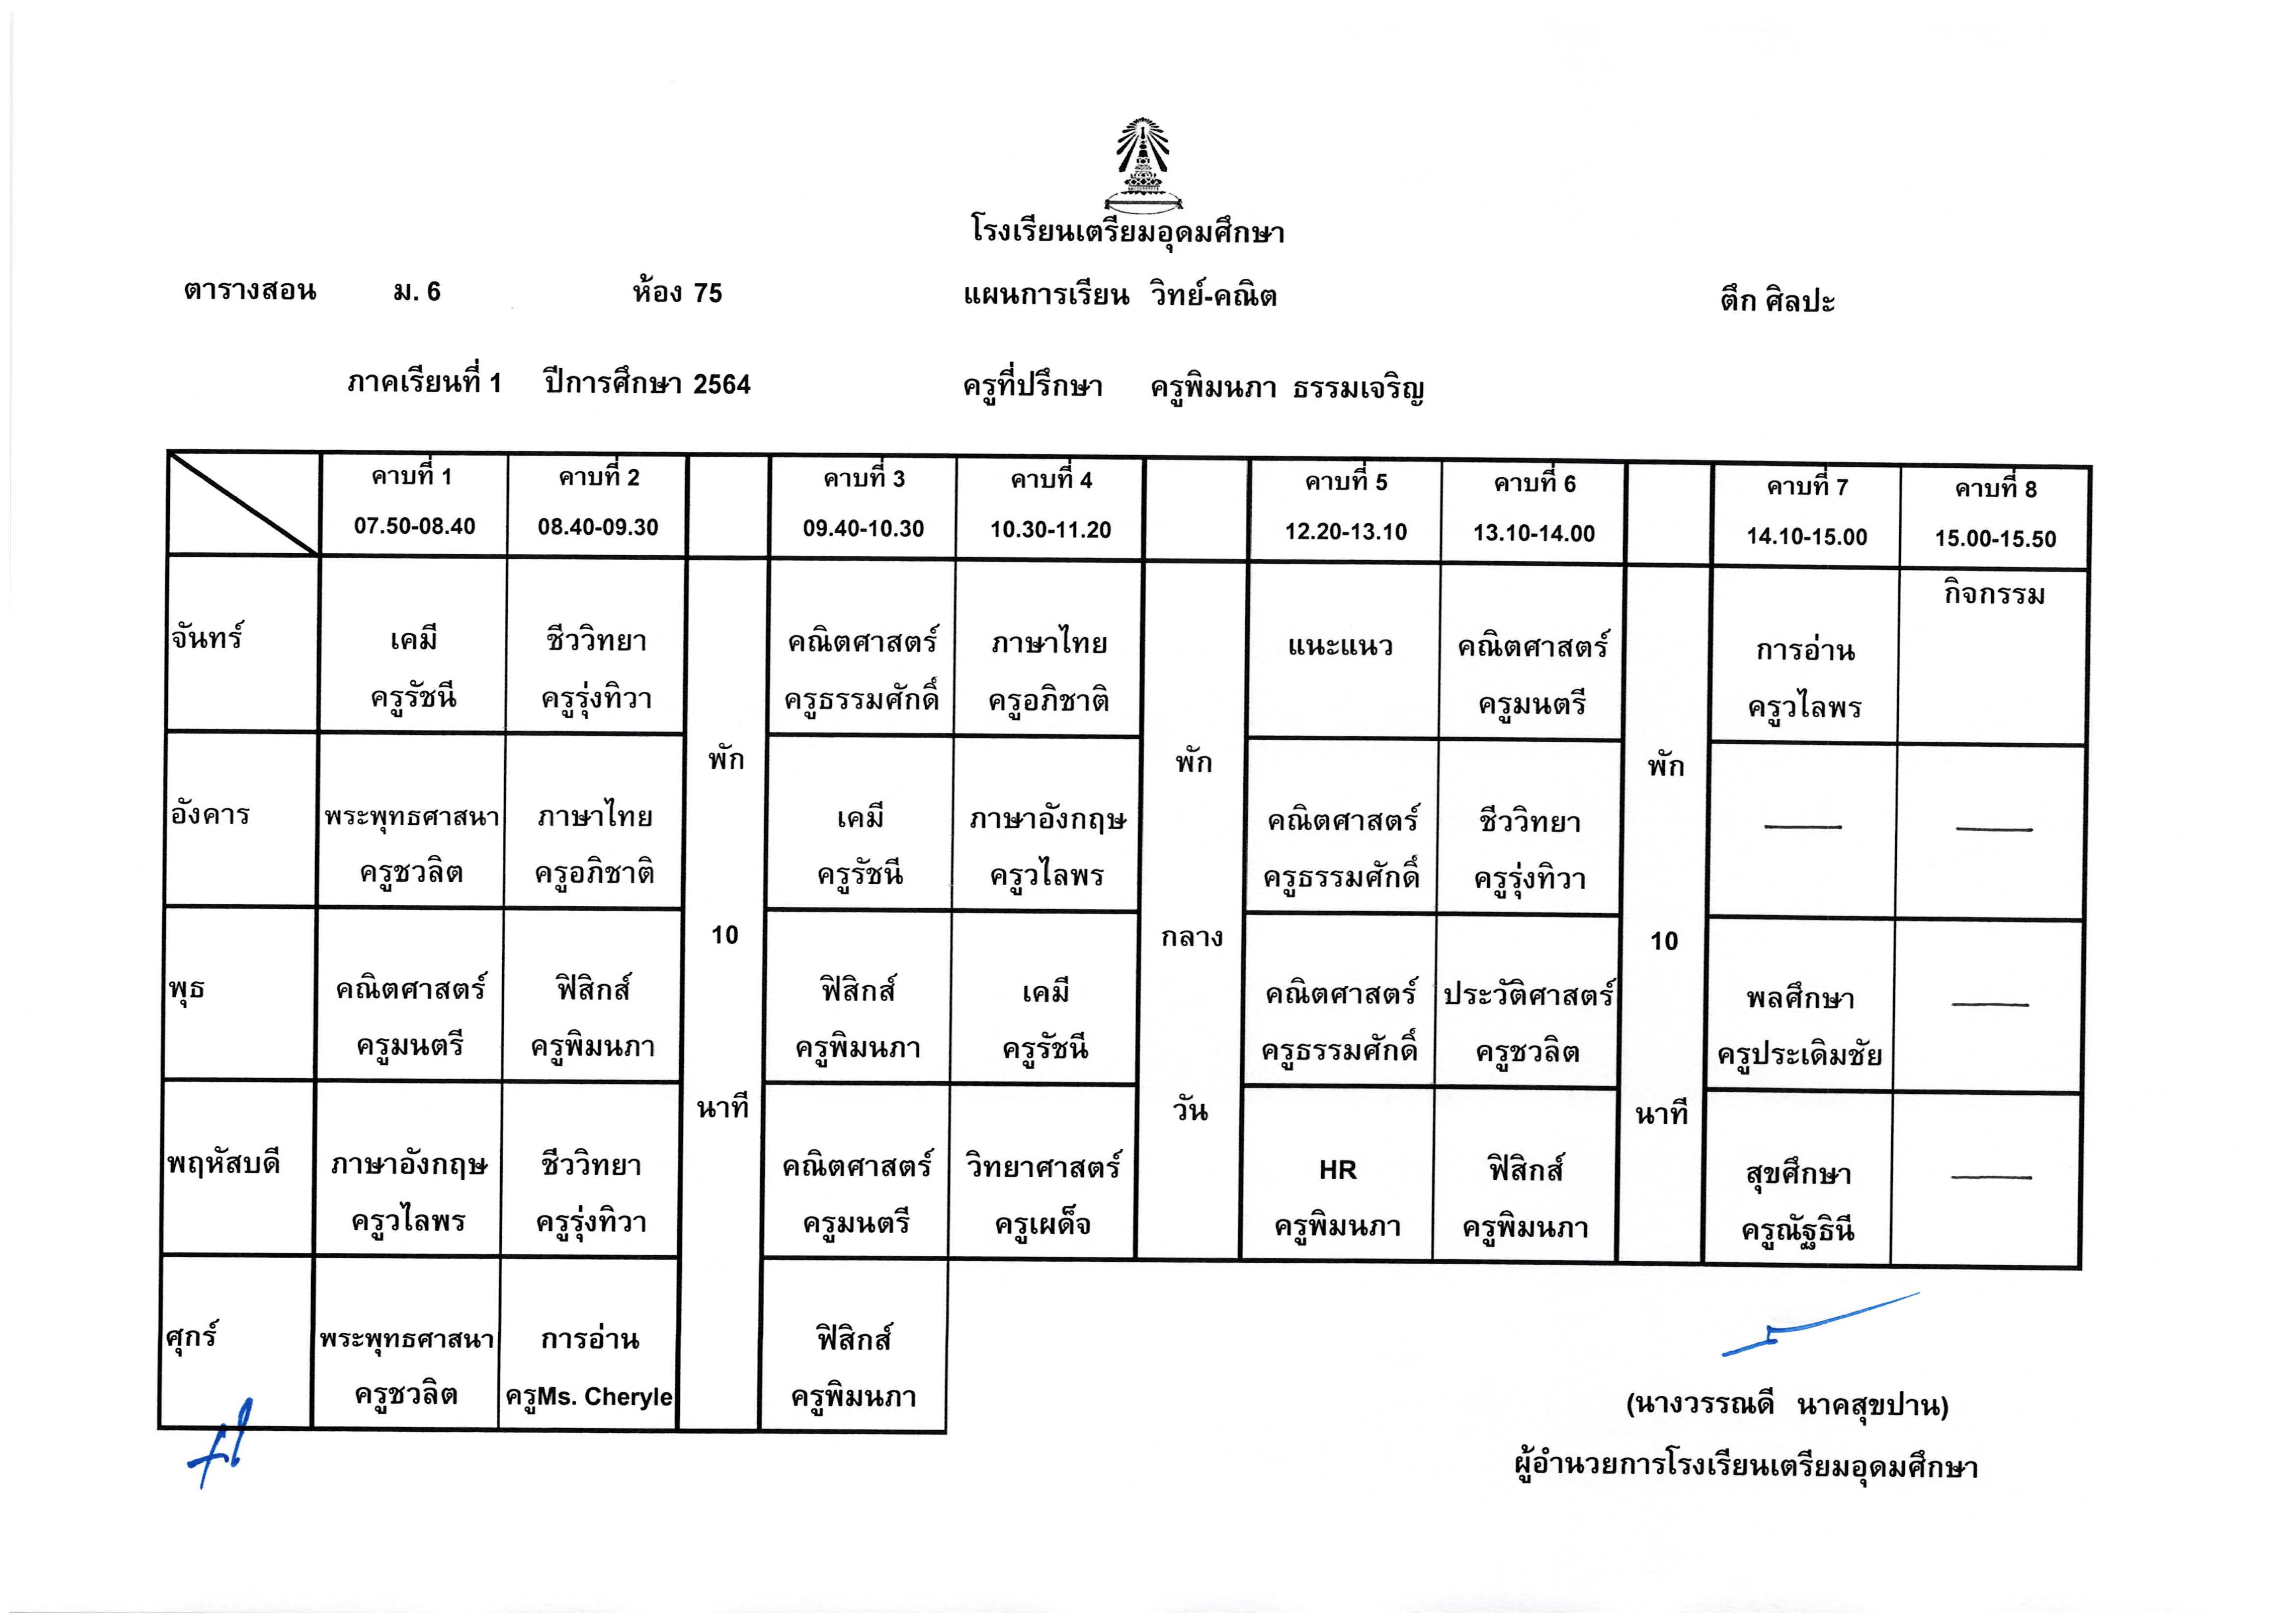 โรงเรียนเตรียมอุดมศึกษา
ตารางสอน ม. 6 ห้อง 75 แผนการเรียน วิทย์-คณิต ตึก ศิลปะ
ภาคเรียนที่ 1 ปีการศึกษา 2564 ครูที่ปรึกษา ครูพิมนภา ธรรมเจริญ
คาบที่ 1 คาบที่ 2 คาบที่ 3 คาบที่ 4 คาบที่ 5 คาบที่ 6 คาบที่ 7 คาบที่ 8
07.50-08.40 08.40-09.30 09.40-10.30 10.30-11.20 12.20-13.10 13.10-14.00 14.10-15.00 15.00-15.50
กิจกรรม
จันทร์ เคมี ชีววิทยา คณิตศาสตร์ ภาษาไทย แนะแนว คณิตศาสตร์ การอ่าน
ครูรัชนี ครูรุ่งทิวา ครูธรรมศักดิ์ ครูอภิชาติ ครูมนตรี ครูวไลพร
พัก พัก พัก
อังคาร พระพุทธศาสนา ภาษาไทย เคมี ภาษาอังกฤษ คณิตศาสตร์ ชีววิทยา
ครูชวลิต ครูอภิชาติ ครูรัชนี ครูวไลพร ครูธรรมศักดิ์ ครูรุ่งทิวา
10 กลาง 10
พุธ คณิตศาสตร์ ฟิสิกส์ ฟิสิกส์ เคมี คณิตศาสตร์ ประวัติศาสตร์ พลศึกษา
ครูมนตรี ครูพิมนภา ครูพิมนภา ครูรัชนี ครูธรรมศักดิ์ ครูชวลิต ครูประเดิมชัย
นาที วัน นาที
พฤหัสบดี ภาษาอังกฤษ ชีววิทยา คณิตศาสตร์ วิทยาศาสตร์ HR ฟิสิกส์ สุขศึกษา
ครูวไลพร ครูรุ่งทิวา ครูมนตรี ครูเผด็จ ครูพิมนภา ครูพิมนภา ครูณัฐธินี
ศุกร์ พระพุทธศาสนา การอ่าน ฟิสิกส์
ครูชวลิต ครูMs. Cheryle ครูพิมนภา
(นางวรรณดี นาคสุขปาน)
ผู้อำนวยการโรงเรียนเตรียมอุดมศึกษา